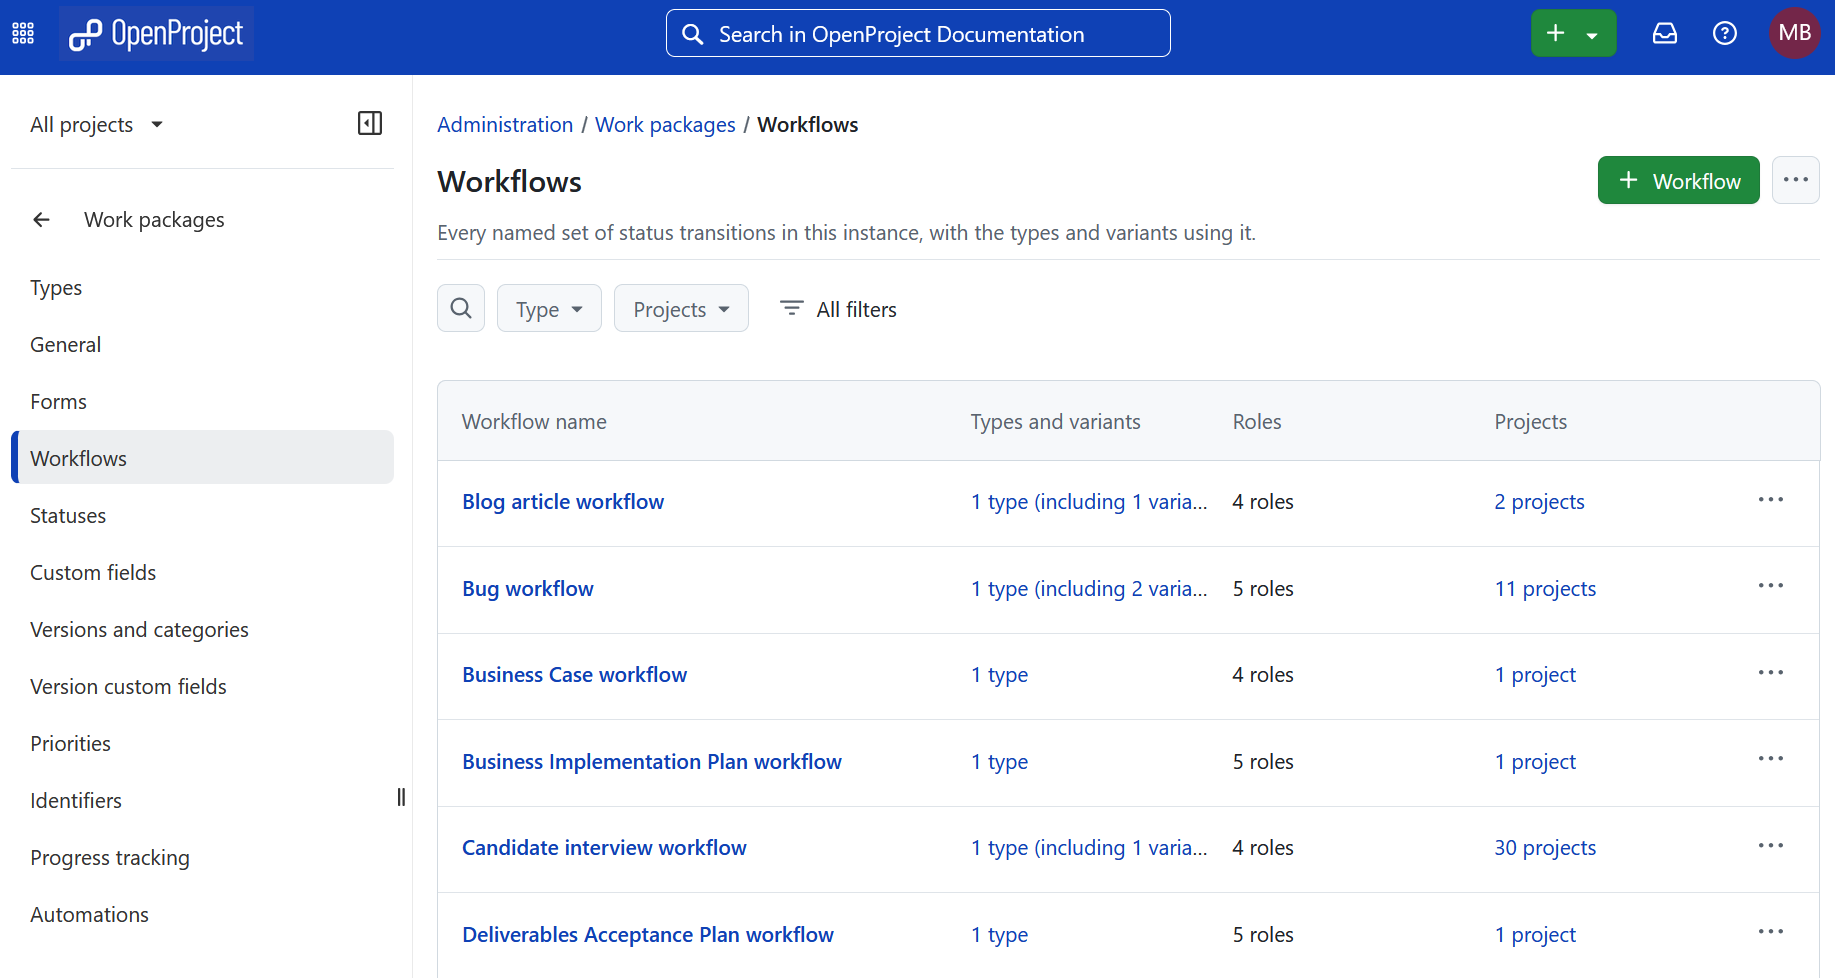 OpenProject
Search in OpenProject Documentation
MB
All projects
Work packages
Types
General
Forms
Workflows
Statuses
Custom fields
Versions and categories
Version custom fields
Priorities
Identifiers
Progress tracking
Automations
Administration / Work packages / Workflows
Workflows
+ Workflow
Every named set of status transitions in this instance, with the types and variants using it.
Type
Projects
All filters
Workflow name Types and variants Roles Projects
Blog article workflow 1 type (including 1 varia... 4 roles 2 projects
Bug workflow 1 type (including 2 varia... 5 roles 11 projects
Business Case workflow 1 type 4 roles 1 project
Business Implementation Plan workflow 1 type 5 roles 1 project
Candidate interview workflow 1 type (including 1 varia... 4 roles 30 projects
Deliverables Acceptance Plan workflow 1 type 5 roles 1 project